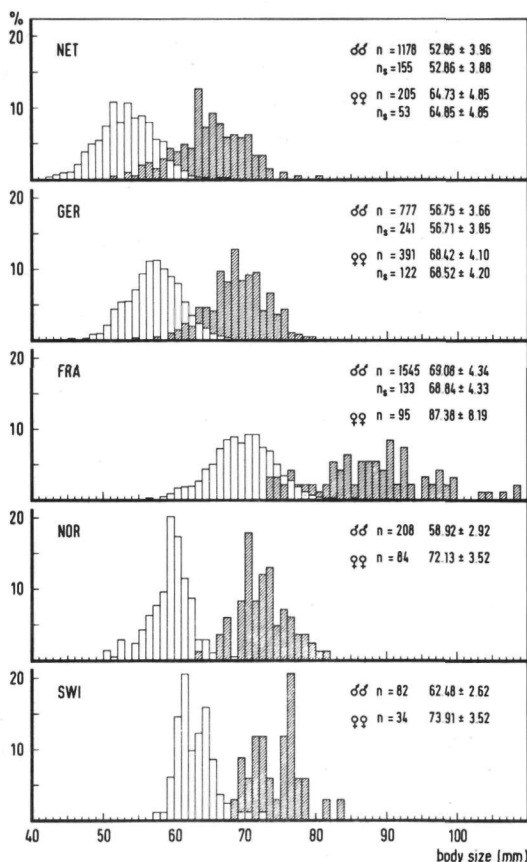 %
20
10
NET
♂♂ n = 1178 52.85 ± 3.96
nₛ = 155 52.86 ± 3.88
♀♀ n = 205 64.73 ± 4.85
nₛ = 53 64.85 ± 4.85
20
10
GER
♂♂ n = 777 56.75 ± 3.66
nₛ = 241 56.71 ± 3.85
♀♀ n = 391 68.42 ± 4.10
nₛ = 122 68.52 ± 4.20
20
10
FRA
♂♂ n = 1545 69.08 ± 4.34
nₛ = 133 68.84 ± 4.33
♀♀ n = 95 87.38 ± 8.19
20
10
NOR
♂♂ n = 208 58.92 ± 2.92
♀♀ n = 84 72.13 ± 3.52
20
10
SWI
♂♂ n = 82 62.48 ± 2.62
♀♀ n = 34 73.91 ± 3.52
40 50 60 70 80 90 100
body size (mm)